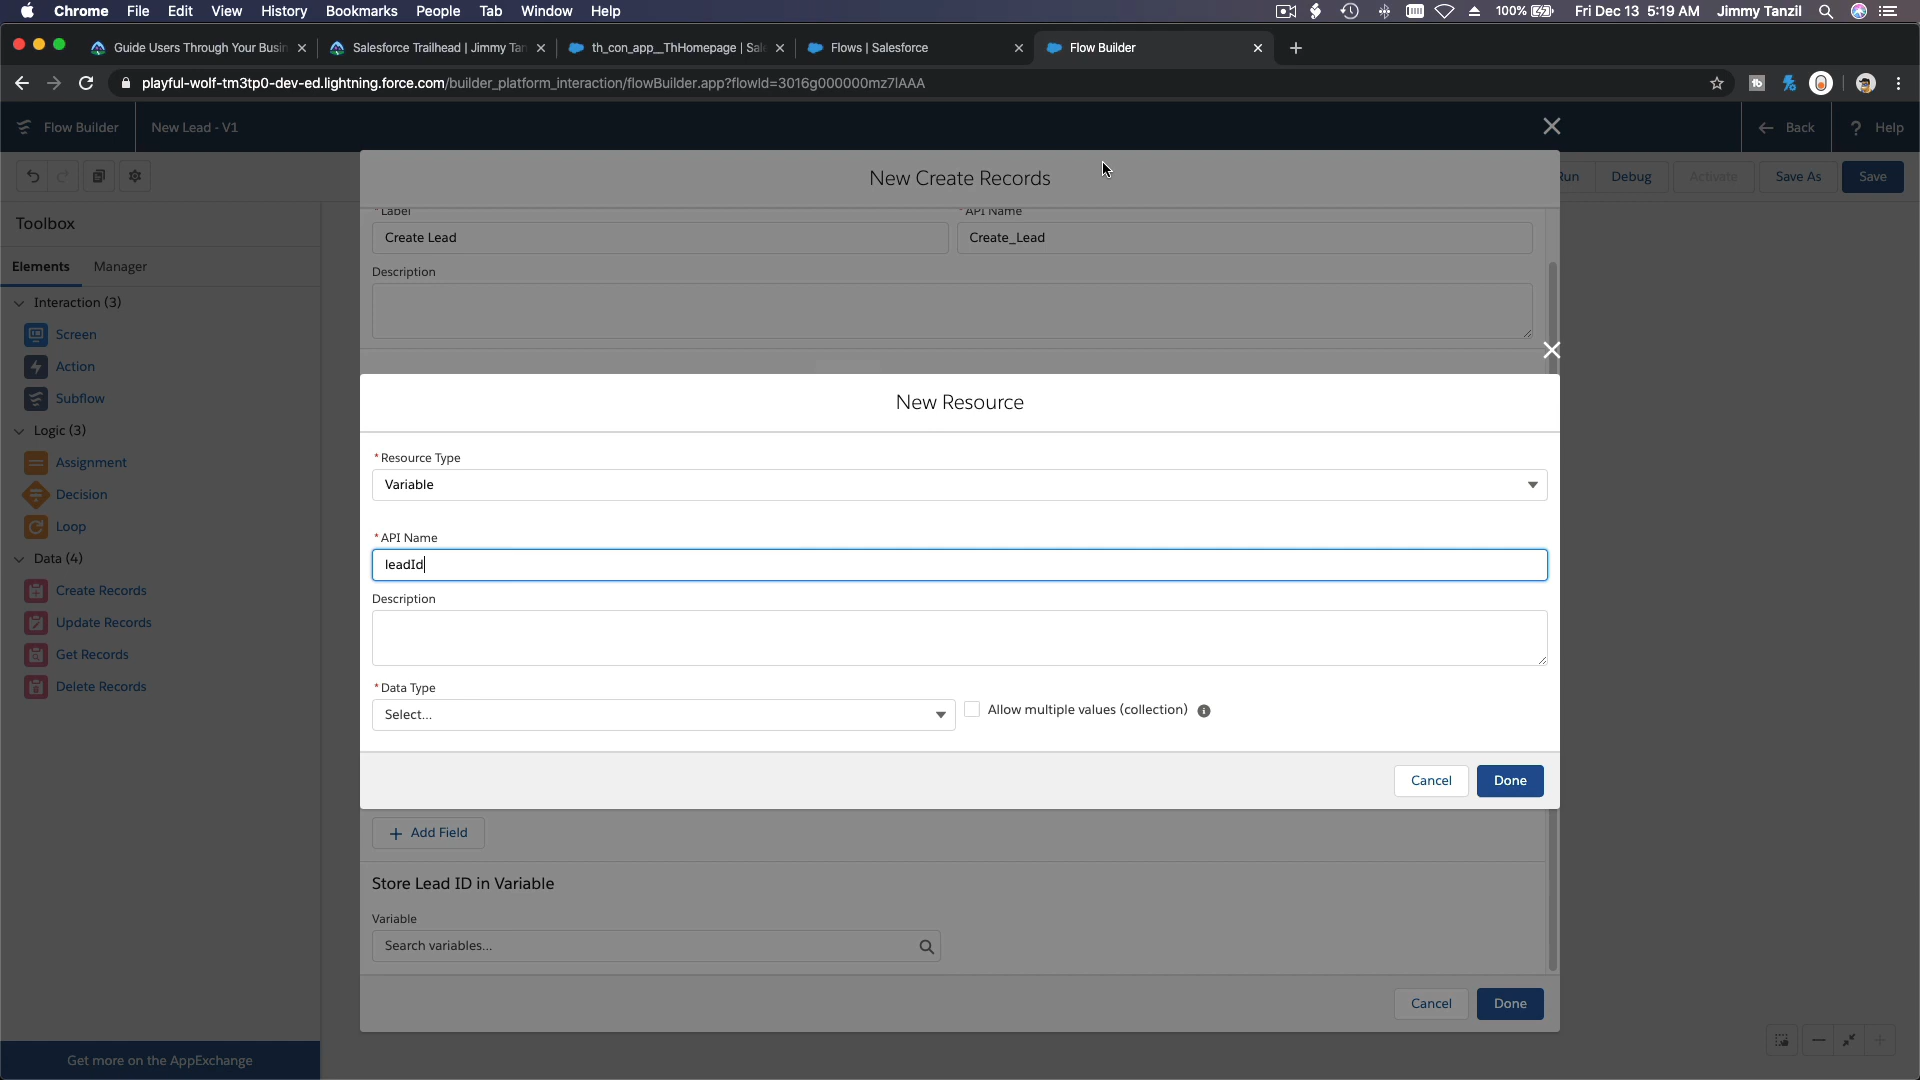 Chrome File Edit View History Bookmarks People Tab Window Help 100% Fri Dec 13 5:19 AM Jimmy Tanzil
Guide Users Through Your Busin
Salesforce Trailhead | Jimmy Tan
th_con_app__ThHomepage | Sale
Flows | Salesforce
Flow Builder
playful-wolf-tm3tp0-dev-ed.lightning.force.com/builder_platform_interaction/flowBuilder.app?flowId=3016g000000mz7lAAA
Flow Builder New Lead - V1 Back ? Help
New Create Records
Run Debug Activate Save As Save
Toolbox
Elements Manager
Interaction (3)
Screen
Action
Subflow
Logic (3)
Assignment
Decision
Loop
Data (4)
Create Records
Update Records
Get Records
Delete Records
Get more on the AppExchange
* Label * API Name
Create Lead Create_Lead
Description
New Resource
* Resource Type
Variable
* API Name
leadId
Description
* Data Type
Select...
Allow multiple values (collection)
Cancel Done
+ Add Field
Store Lead ID in Variable
Variable
Search variables...
Cancel Done